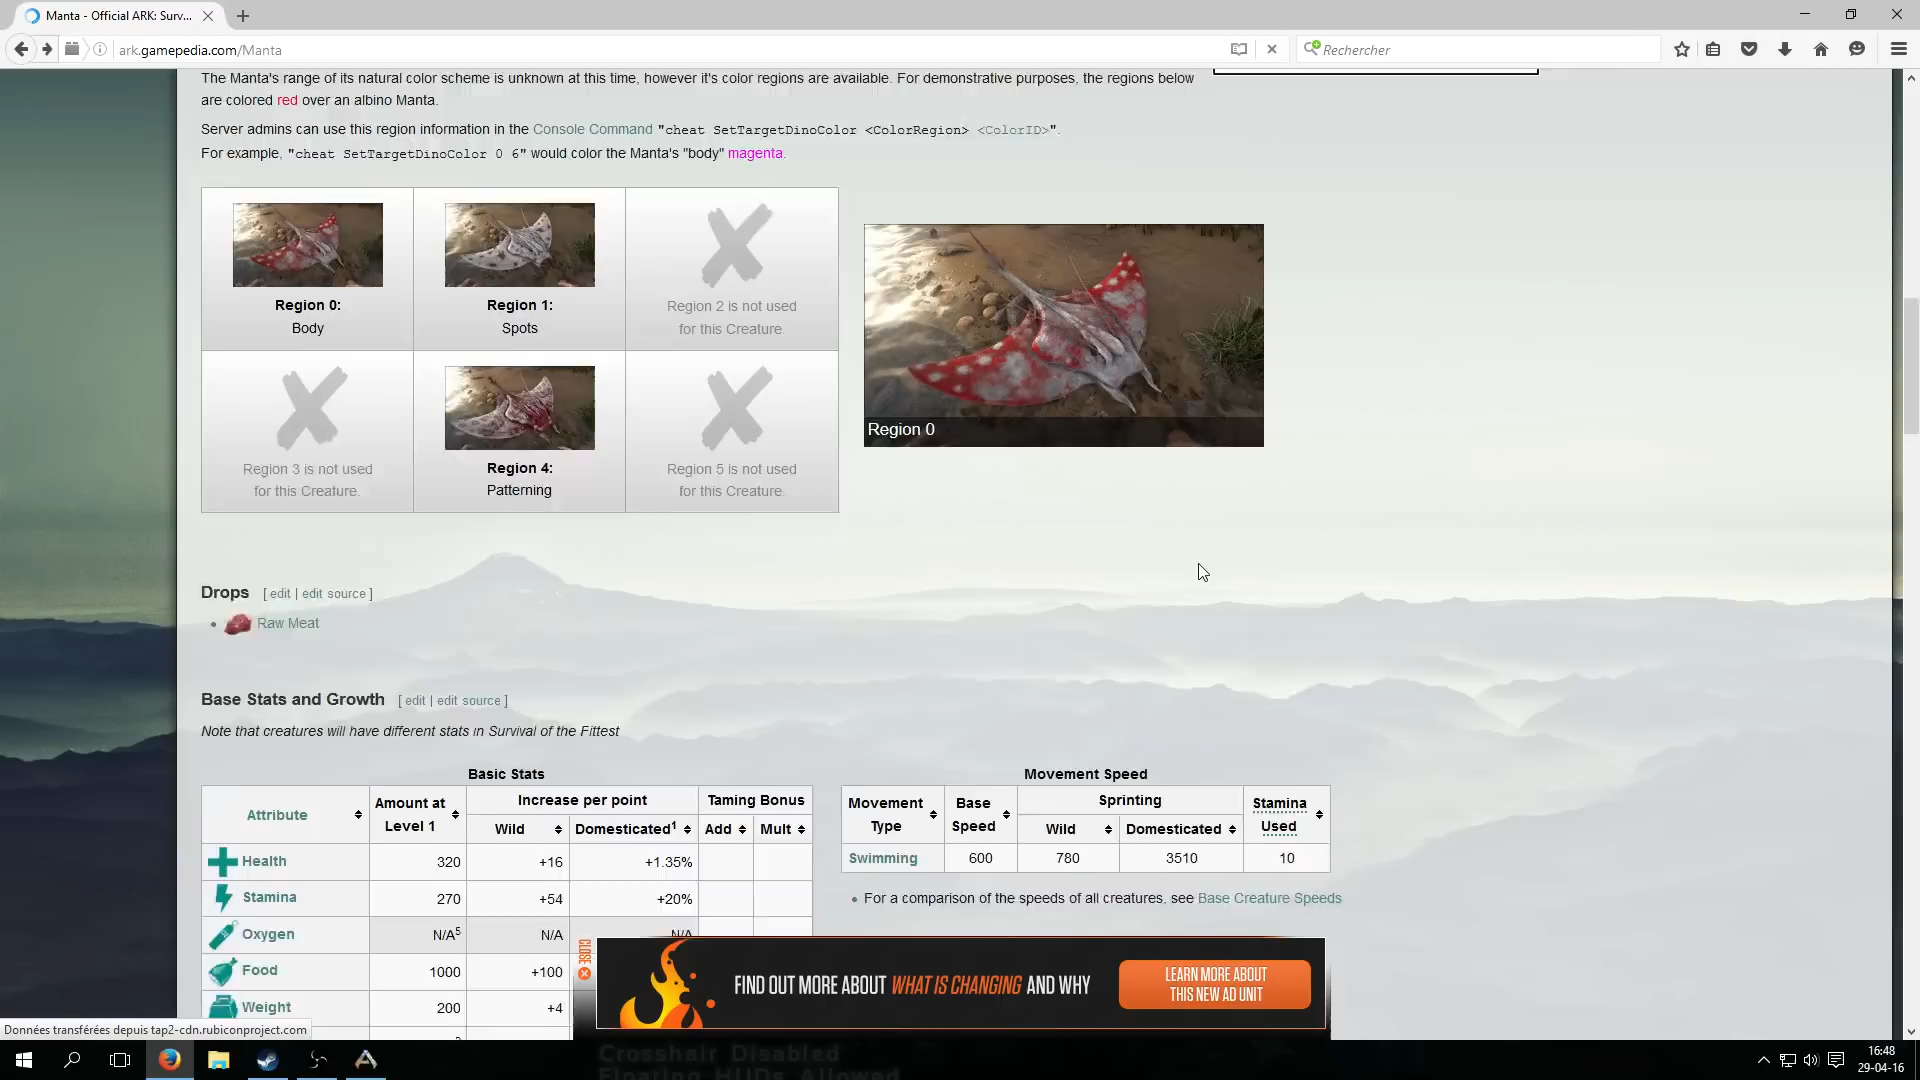 Manta - Official ARK: Surv...
ark.gamepedia.com/Manta
Rechercher
The Manta's range of its natural color scheme is unknown at this time, however it's color regions are available. For demonstrative purposes, the regions below
are colored red over an albino Manta.
Server admins can use this region information in the Console Command "cheat SetTargetDinoColor <ColorRegion> <ColorID>".
For example, "cheat SetTargetDinoColor 0 6" would color the Manta's "body" magenta.
Region 0:
Body
Region 1:
Spots
Region 2 is not used
for this Creature.
Region 3 is not used
for this Creature.
Region 4:
Patterning
Region 5 is not used
for this Creature.
Region 0
Drops [ edit | edit source ]
Raw Meat
Base Stats and Growth [ edit | edit source ]
Note that creatures will have different stats in Survival of the Fittest
Basic Stats
Attribute
Amount at
Level 1
Increase per point
Taming Bonus
Wild
Domesticated1
Add
Mult
Health 320 +16 +1.35%
Stamina 270 +54 +20%
Oxygen N/A5 N/A N/A
Food 1000 +100
Weight 200 +4
Movement Speed
Movement
Type
Base
Speed
Sprinting
Wild
Domesticated
Stamina
Used
Swimming 600 780 3510 10
For a comparison of the speeds of all creatures, see Base Creature Speeds
CLOSE
FIND OUT MORE ABOUT WHAT IS CHANGING AND WHY
LEARN MORE ABOUT
THIS NEW AD UNIT
Données transférées depuis tap2-cdn.rubiconproject.com
Crosshair Disabled
Floating HUDs Allowed
16:48
29-04-16